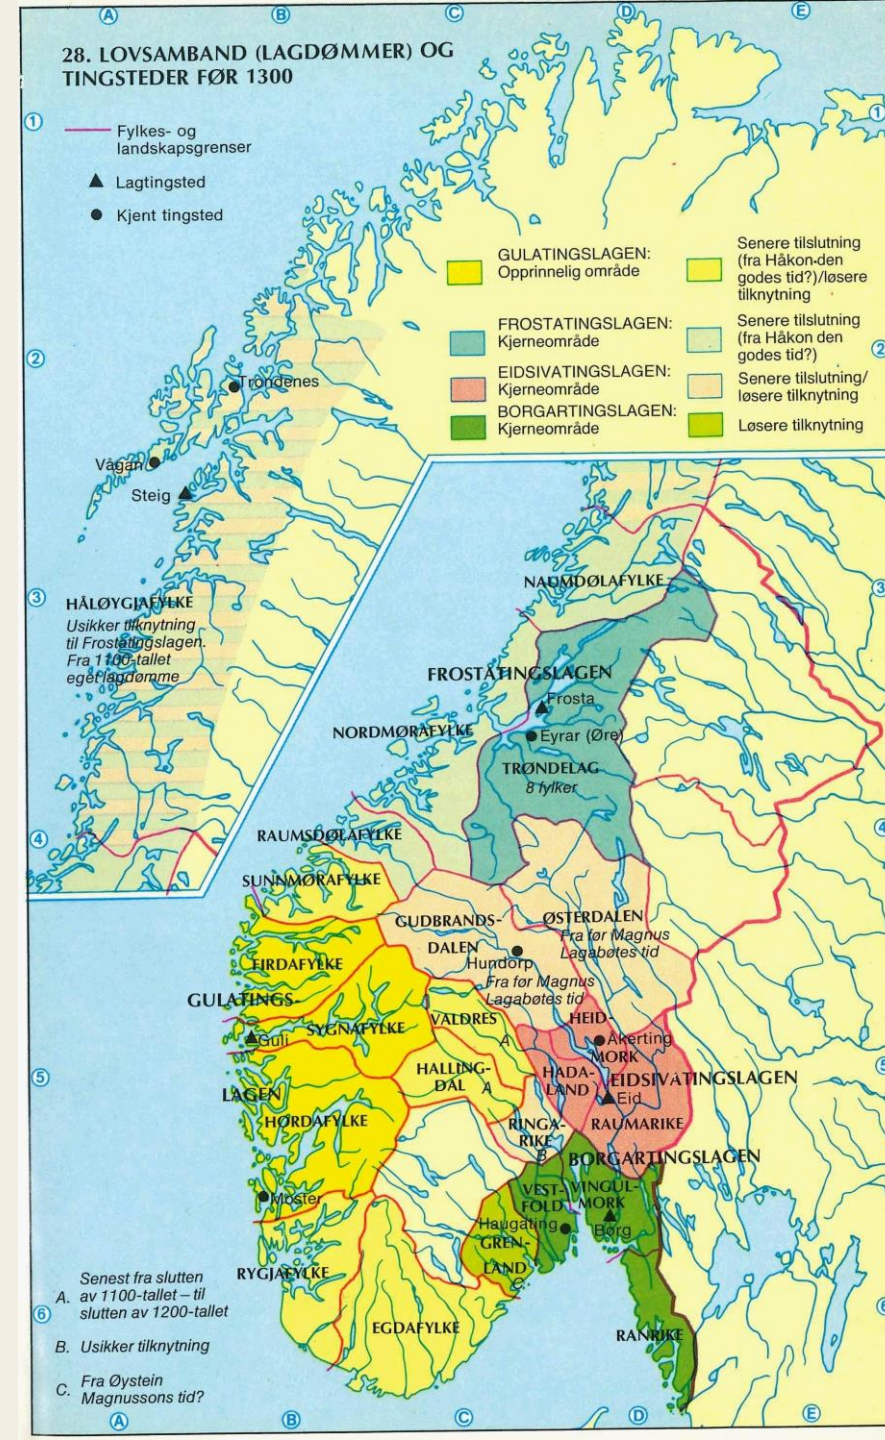 A
B
C
D
E
28. LOVSAMBAND (LAGDØMMER) OG
TINGSTEDER FØR 1300
1
1
Fylkes- og
landskapsgrenser
Lagtingsted
Kjent tingsted
GULATINGSLAGEN:
Opprinnelig område
Senere tilslutning
(fra Håkon den
godes tid?)/løsere
tilknytning
FROSTATINGSLAGEN:
Kjerneområde
Senere tilslutning
(fra Håkon den
godes tid?)
EIDSIVATINGSLAGEN:
Kjerneområde
Senere tilslutning/
løsere tilknytning
BORGARTINGSLAGEN:
Kjerneområde
Løsere tilknytning
2
2
Trondenes
Vågan
Steig
3
3
HÅLØYGJAFYLKE
Usikker tilknytning
til Frostatingslagen.
Fra 1100-tallet
eget lagdømme
NAUMDØLAFYLKE
FROSTATINGSLAGEN
Frosta
NORDMØRAFYLKE
Eyrar (Øre)
TRØNDELAG
8 fylker
4
4
RAUMSDØLAFYLKE
SUNNMØRAFYLKE
GUDBRANDS-
DALEN
Hundorp
Fra før Magnus
Lagabøtes tid
ØSTERDALEN
Fra før Magnus
Lagabøtes tid
FIRDAFYLKE
GULATINGS-
LAGEN
SYGNAFYLKE
Guli
VALDRES
A
HEID-
MORK
Åkerting
5
5
HALLING-
DAL
A
HADA-
LAND
EIDSIVATINGSLAGEN
Eid
HØRDAFYLKE
RINGA-
RIKE
B
RAUMARIKE
BORGARTINGSLAGEN
Moster
VEST-
FOLD
VINGUL-
MORK
Haugating
Borg
GREN-
LAND
C
RYGJAFYLKE
EGDAFYLKE
RANRIKE
6
6
A. Senest fra slutten
av 1100-tallet – til
slutten av 1200-tallet
B. Usikker tilknytning
C. Fra Øystein
Magnussons tid?
A
B
C
D
E